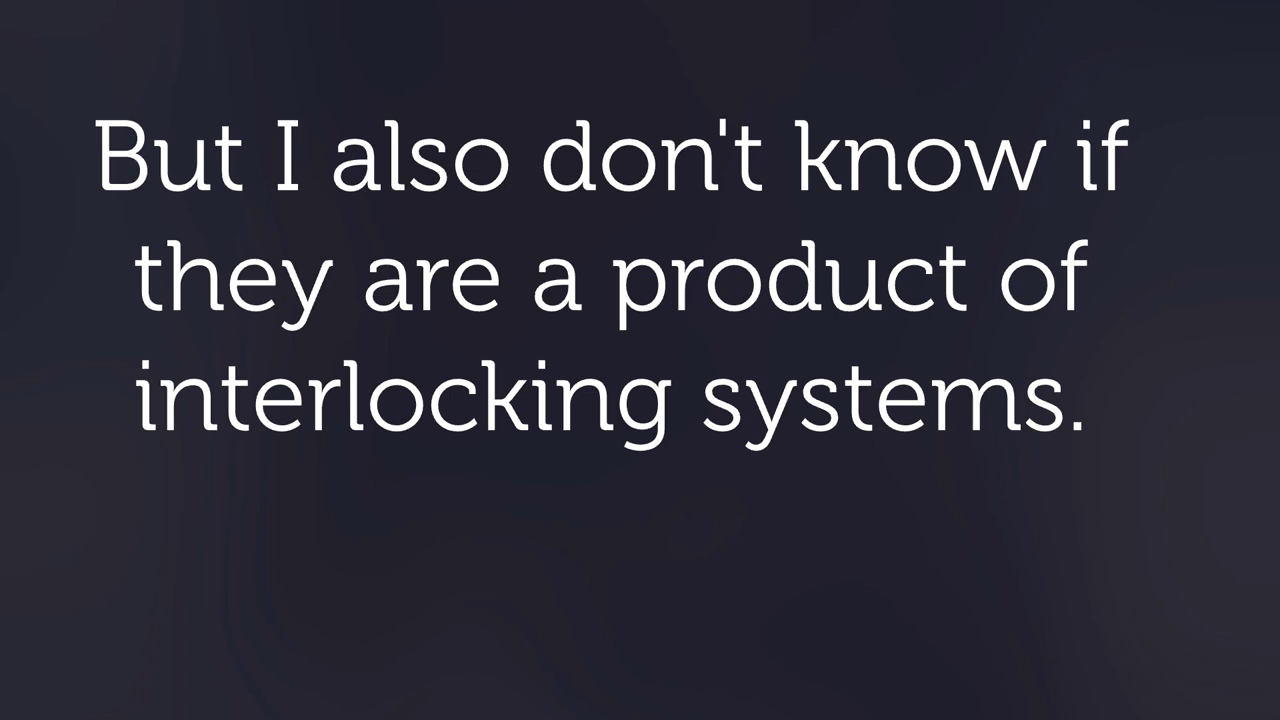 But I also don't know if
they are a product of
interlocking systems.